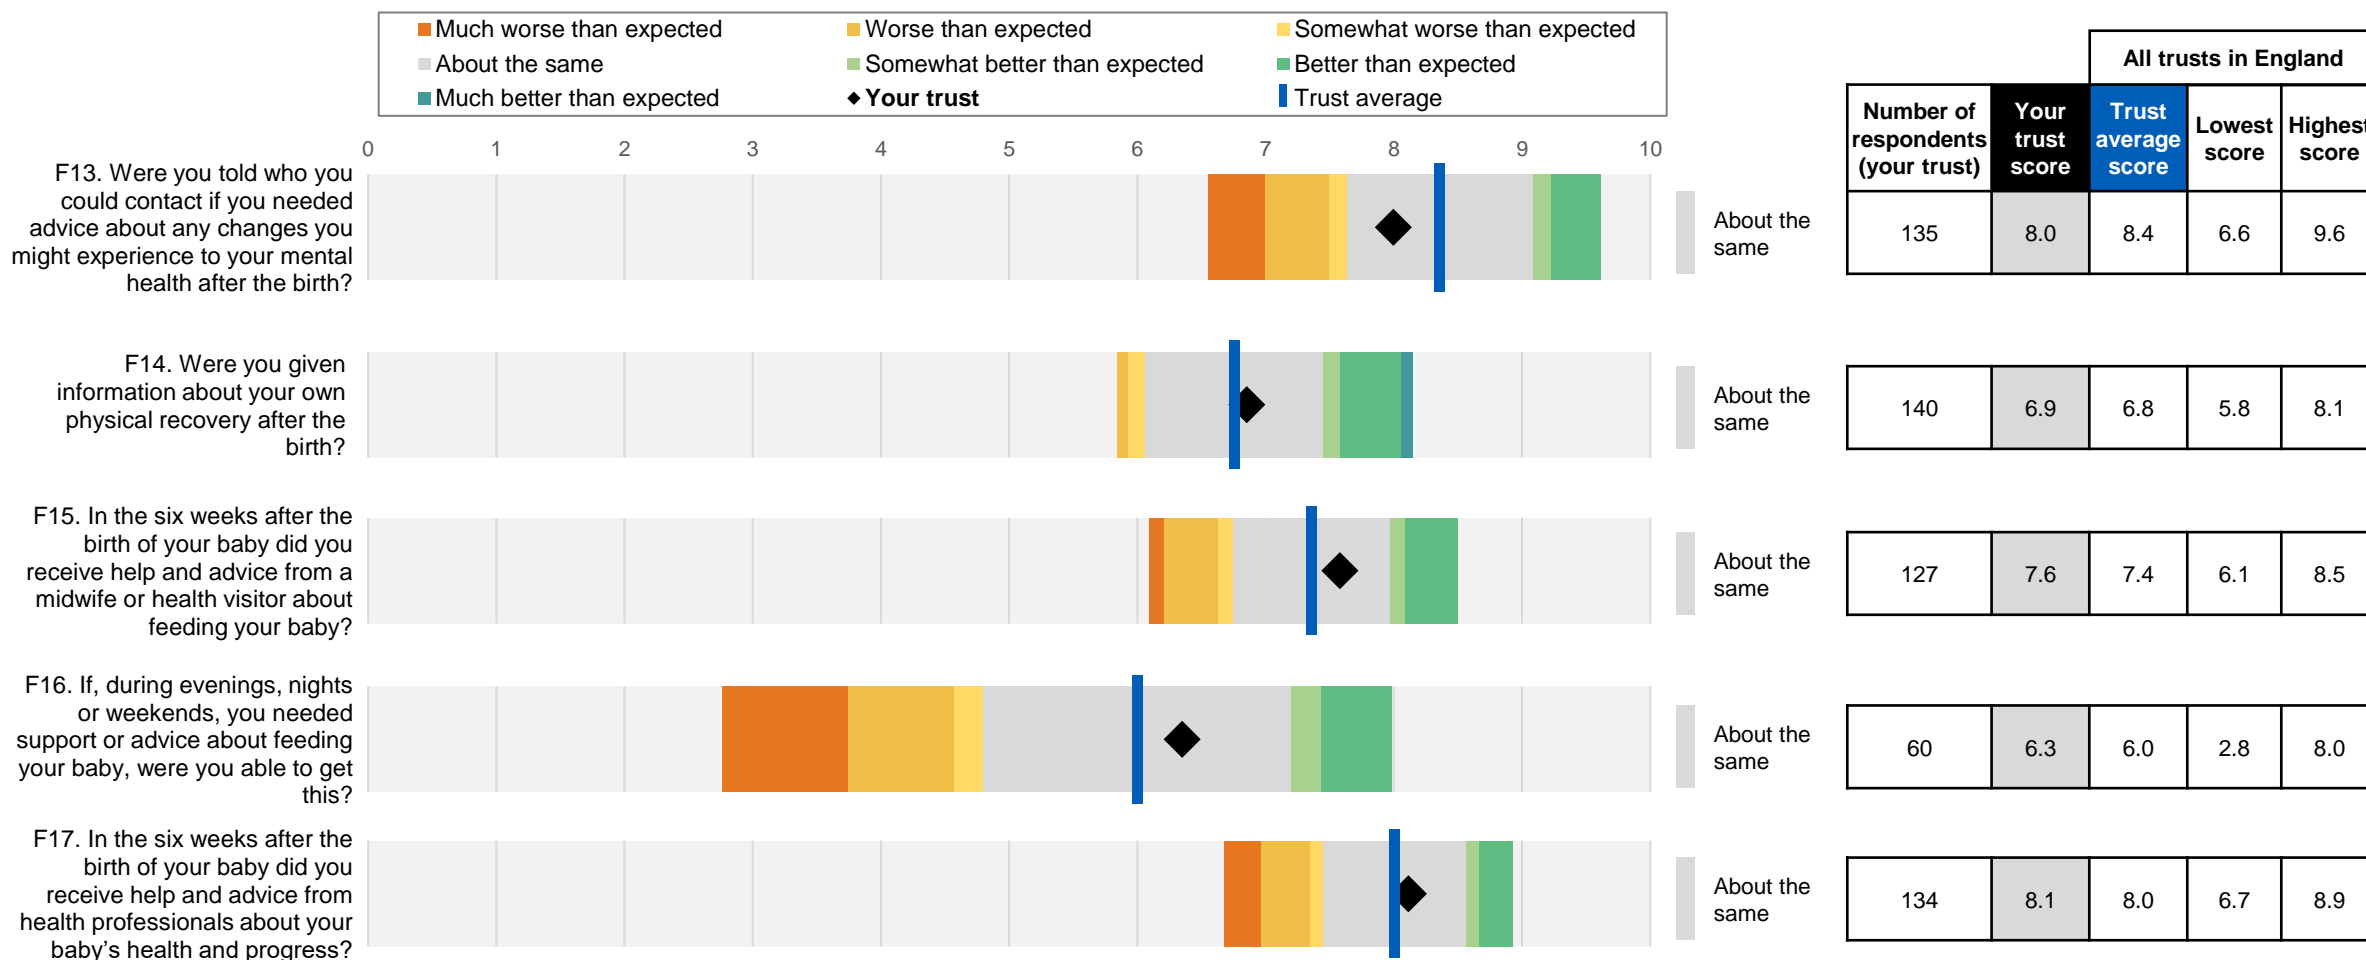 Much worse than expected
Worse than expected
Somewhat worse than expected
About the same
Somewhat better than expected
Better than expected
Much better than expected
Your trust
Trust average
All trusts in England
Number of respondents (your trust)
Your trust score
Trust average score
Lowest score
Highest score
0 1 2 3 4 5 6 7 8 9 10
F13. Were you told who you
could contact if you needed
advice about any changes you
might experience to your mental
health after the birth?
About the
same
135 8.0 8.4 6.6 9.6
F14. Were you given
information about your own
physical recovery after the
birth?
About the
same
140 6.9 6.8 5.8 8.1
F15. In the six weeks after the
birth of your baby did you
receive help and advice from a
midwife or health visitor about
feeding your baby?
About the
same
127 7.6 7.4 6.1 8.5
F16. If, during evenings, nights
or weekends, you needed
support or advice about feeding
your baby, were you able to get
this?
About the
same
60 6.3 6.0 2.8 8.0
F17. In the six weeks after the
birth of your baby did you
receive help and advice from
health professionals about your
baby's health and progress?
About the
same
134 8.1 8.0 6.7 8.9